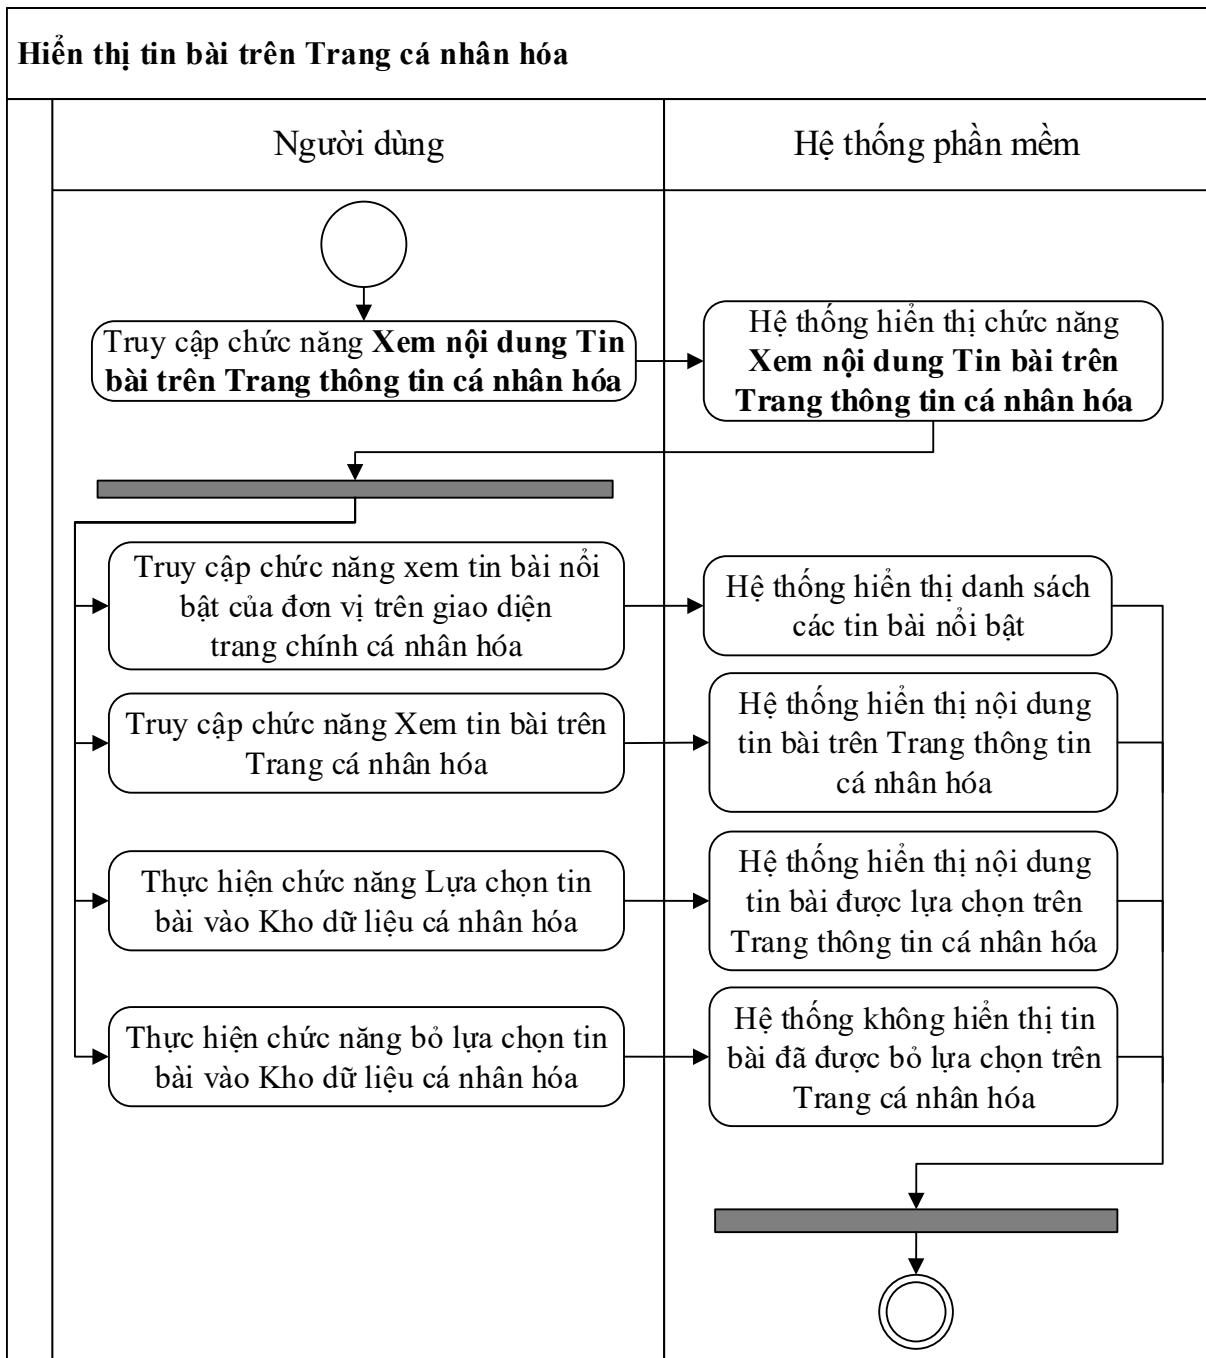 Hiển thị tin bài trên Trang cá nhân hóa
Người dùng
Hệ thống phần mềm
Truy cập chức năng Xem nội dung Tin
bài trên Trang thông tin cá nhân hóa
Hệ thống hiển thị chức năng
Xem nội dung Tin bài trên
Trang thông tin cá nhân hóa
Truy cập chức năng xem tin bài nổi
bật của đơn vị trên giao diện
trang chính cá nhân hóa
Hệ thống hiển thị danh sách
các tin bài nổi bật
Truy cập chức năng Xem tin bài trên
Trang cá nhân hóa
Hệ thống hiển thị nội dung
tin bài trên Trang thông tin
cá nhân hóa
Thực hiện chức năng Lựa chọn tin
bài vào Kho dữ liệu cá nhân hóa
Hệ thống hiển thị nội dung
tin bài được lựa chọn trên
Trang thông tin cá nhân hóa
Thực hiện chức năng bỏ lựa chọn tin
bài vào Kho dữ liệu cá nhân hóa
Hệ thống không hiển thị tin
bài đã được bỏ lựa chọn trên
Trang cá nhân hóa